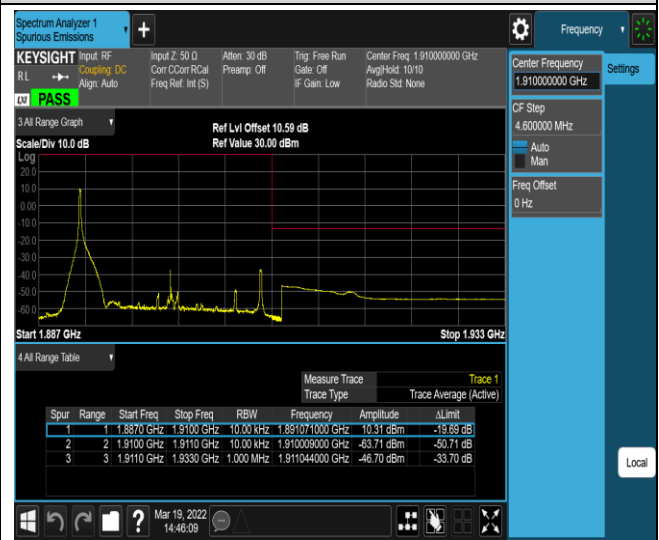 Spectrum Analyzer 1
Spurious Emissions
+
Frequency
KEYSIGHT Input: RF Input Z: 50 Ω Atten: 30 dB Trig: Free Run Center Freq: 1.910000000 GHz
RL Coupling: DC Corr CCorr RCal Preamp: Off Gate: Off Avg|Hold: 10/10
Align: Auto Freq Ref: Int (S) IF Gain: Low Radio Std: None
LXI PASS
Center Frequency
1.910000000 GHz
Settings
CF Step
4.600000 MHz
Auto
Man
Freq Offset
0 Hz
3 All Range Graph
Ref Lvl Offset 10.59 dB
Scale/Div 10.0 dB Ref Value 30.00 dBm
Log
20.0
10.0
0.00
-10.0
-20.0
-30.0
-40.0
-50.0
-60.0
Start 1.887 GHz Stop 1.933 GHz
4 All Range Table
Measure Trace Trace 1
Trace Type Trace Average (Active)
Spur Range Start Freq Stop Freq RBW Frequency Amplitude ΔLimit
1 1 1.8870 GHz 1.9100 GHz 10.00 kHz 1.891071000 GHz 10.31 dBm -19.69 dB
2 2 1.9100 GHz 1.9110 GHz 10.00 kHz 1.910009000 GHz -63.71 dBm -50.71 dB
3 3 1.9110 GHz 1.9330 GHz 1.000 MHz 1.911044000 GHz -46.70 dBm -33.70 dB
Local
? Mar 19, 2022
14:46:09